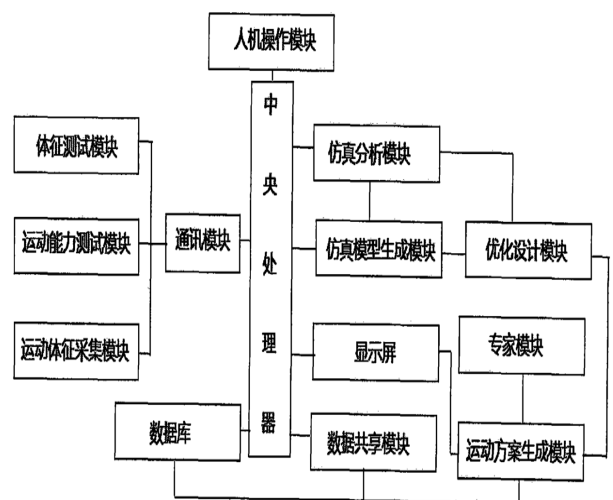 人机操作模块
中央处理器
体征测试模块
仿真分析模块
运动能力测试模块
通讯模块
仿真模型生成模块
优化设计模块
运动体征采集模块
显示屏
专家模块
数据库
数据共享模块
运动方案生成模块